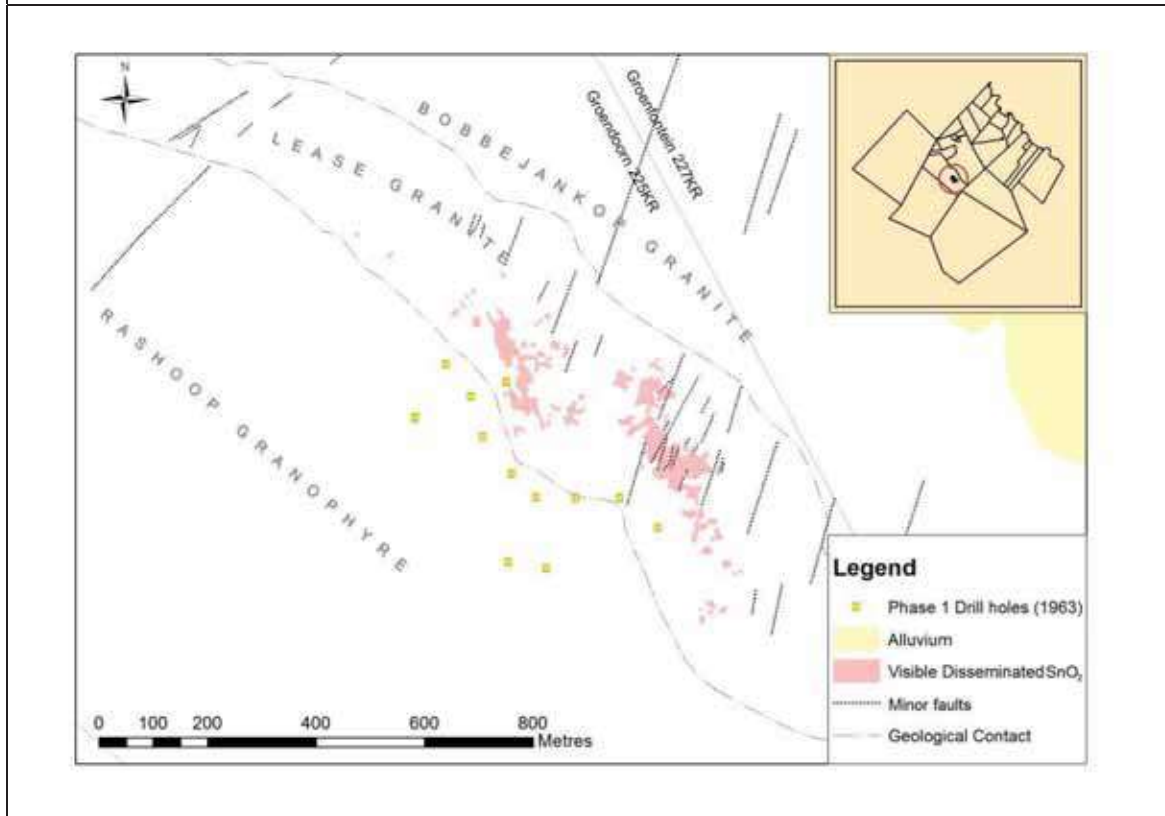 N
BOBBEJANKOP GRANITE
LEASE GRANITE
RASHOOP GRANOPHYRE
Groenfontein 227KR
Groendoorn 225KR
Legend
Phase 1 Drill holes (1963)
Alluvium
Visible Disseminated SnO₂
Minor faults
Geological Contact
0 100 200 400 600 800
Metres